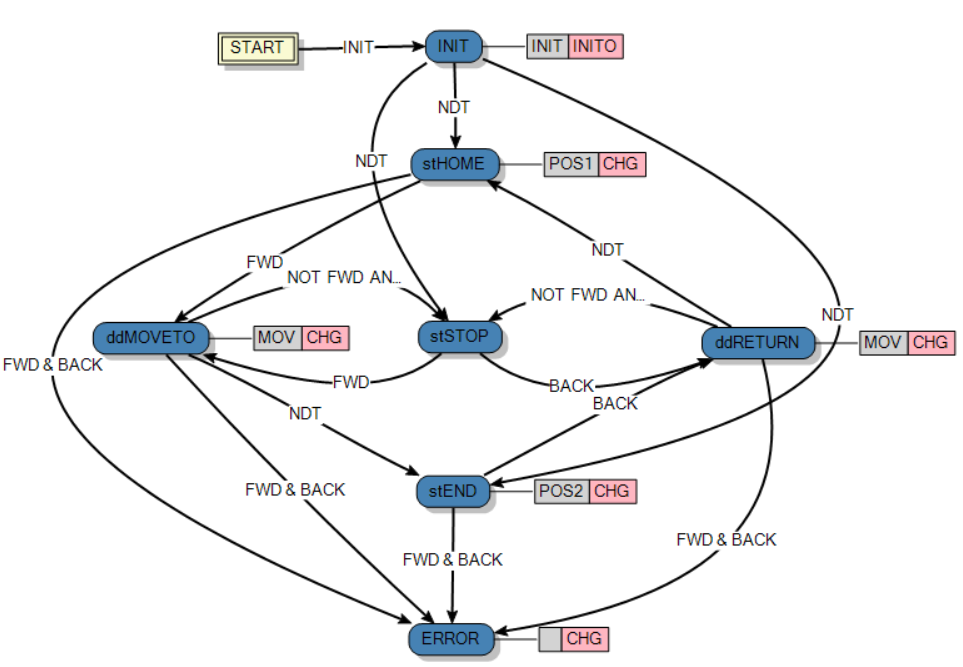 START
INIT
INIT
INIT
INITO
NDT
NDT
stHOME
POS1
CHG
NDT
FWD
NOT FWD AN...
NOT FWD AN...
NDT
ddMOVETO
MOV
CHG
stSTOP
ddRETURN
MOV
CHG
FWD & BACK
FWD
BACK
BACK
NDT
stEND
POS2
CHG
FWD & BACK
FWD & BACK
FWD & BACK
ERROR
CHG